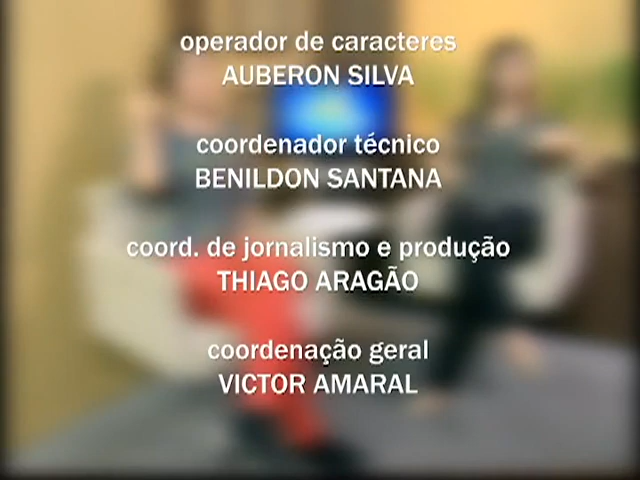 operador de caracteres
AUBERON SILVA
coordenador técnico
BENILDON SANTANA
coord. de jornalismo e produção
THIAGO ARAGÃO
coordenação geral
VICTOR AMARAL